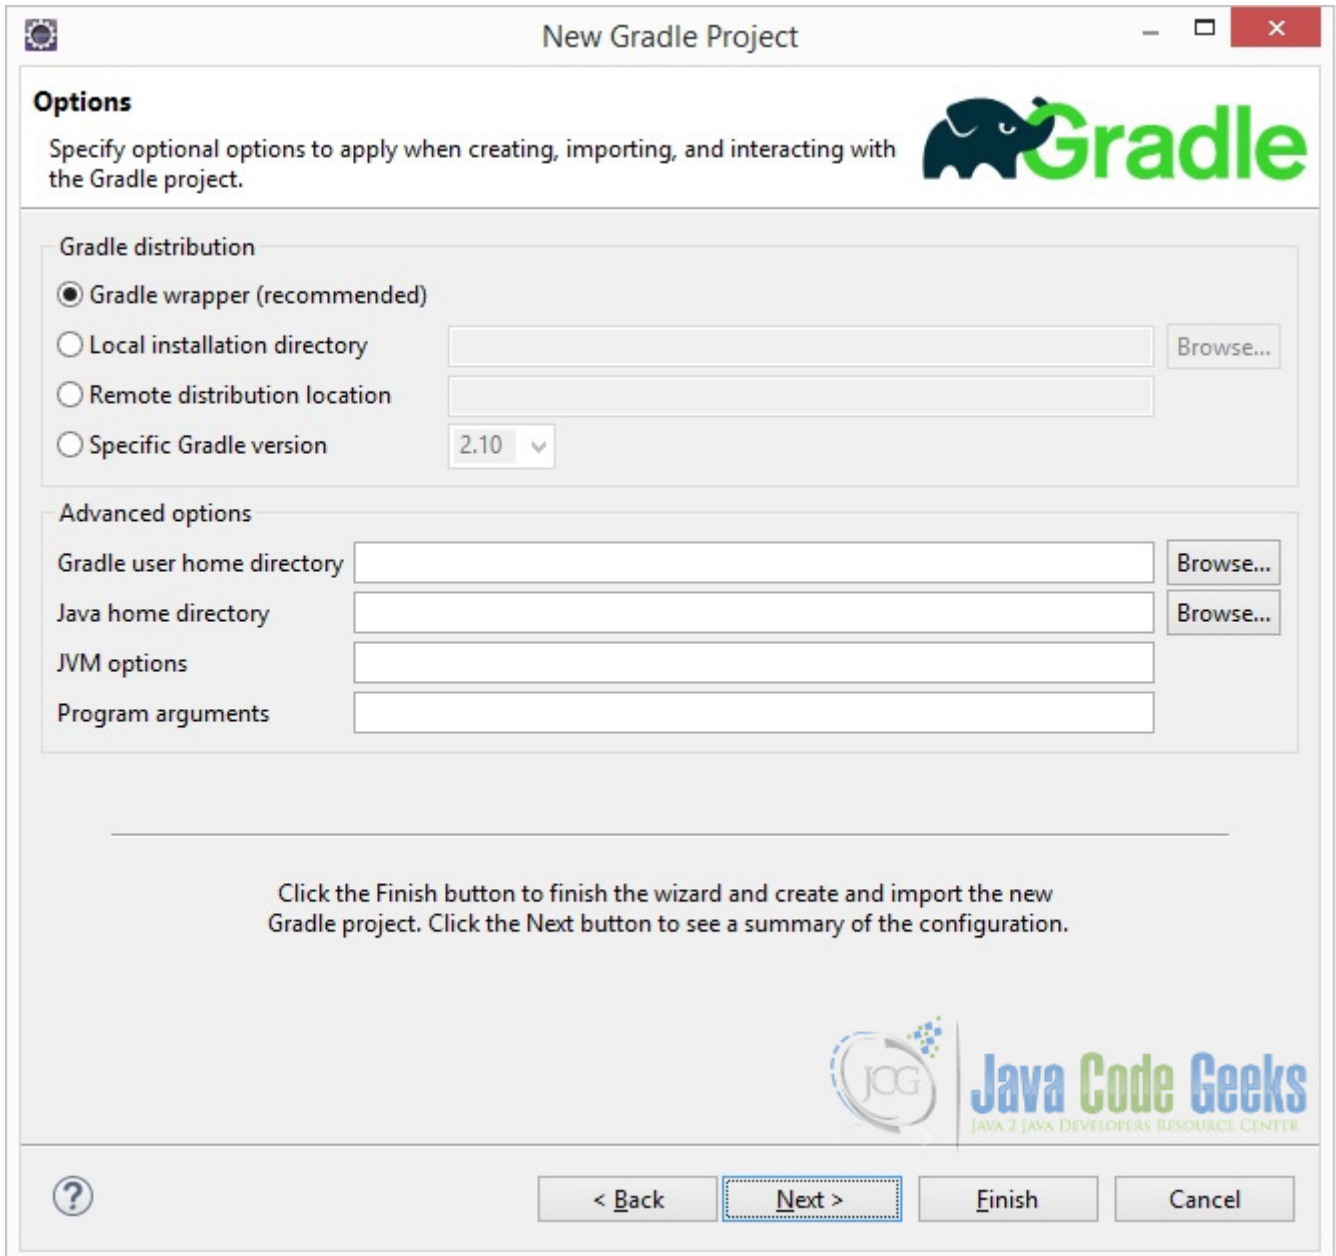 New Gradle Project
Options
Specify optional options to apply when creating, importing, and interacting with
the Gradle project.
Gradle
Gradle distribution
Gradle wrapper (recommended)
Local installation directory
Browse...
Remote distribution location
Specific Gradle version
2.10
Advanced options
Gradle user home directory
Browse...
Java home directory
Browse...
JVM options
Program arguments
Click the Finish button to finish the wizard and create and import the new
Gradle project. Click the Next button to see a summary of the configuration.
JCG
Java Code Geeks
JAVA 2 JAVA DEVELOPERS RESOURCE CENTER
?
< Back
Next >
Finish
Cancel